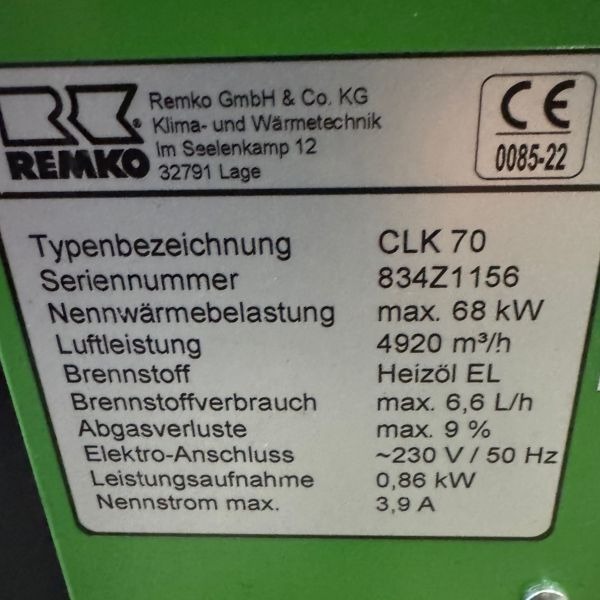 Remko GmbH & Co. KG
Klima- und Wärmetechnik
Im Seelenkamp 12
32791 Lage
REMKO®
CE
0085-22
Typenbezeichnung CLK 70
Seriennummer 834Z1156
Nennwärmebelastung max. 68 kW
Luftleistung 4920 m³/h
Brennstoff Heizöl EL
Brennstoffverbrauch max. 6,6 L/h
Abgasverluste max. 9 %
Elektro-Anschluss ~230 V / 50 Hz
Leistungsaufnahme 0,86 kW
Nennstrom max. 3,9 A